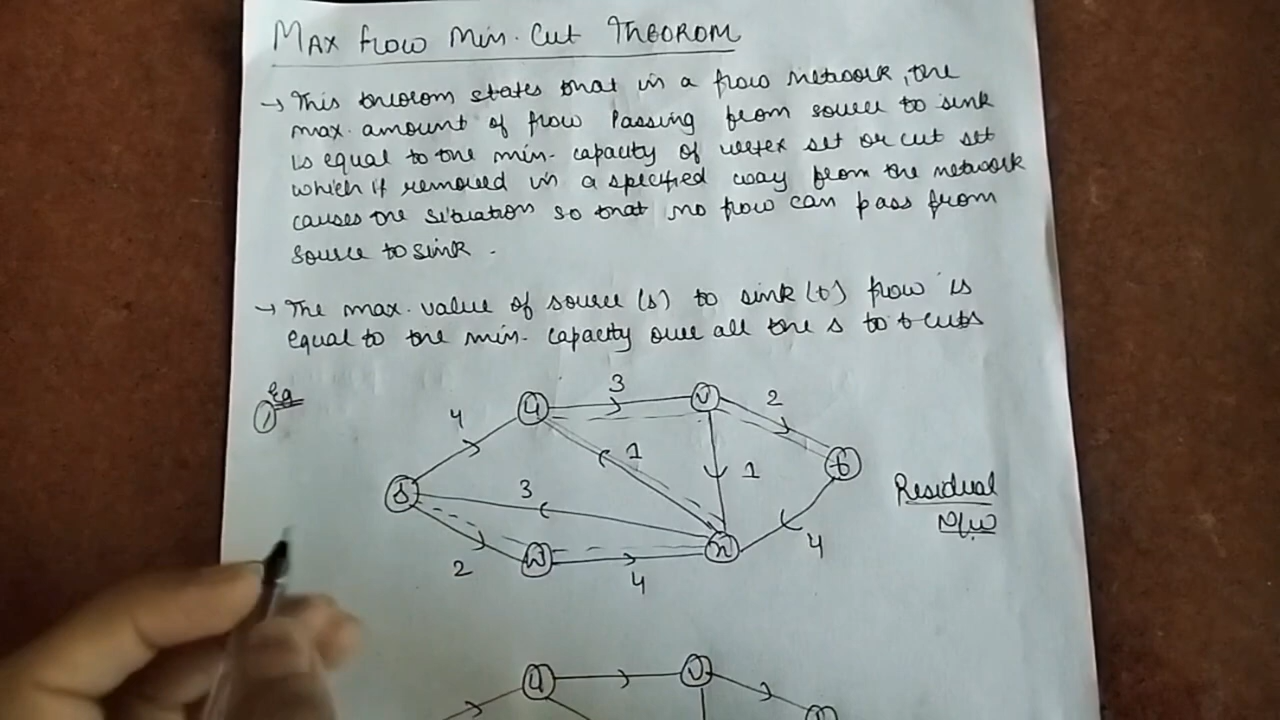 MAX flow Min. Cut THEOROM
→ This theorom states that in a flow network, the
max. amount of flow Passing from source to sink
is equal to the min. capacity of vertex set or cut set
which if removed in a specified way from the network
causes the situation so that no flow can pass from
source to sink.
→ The max. value of source (s) to sink (t) flow is
equal to the min. capacity over all the s to t cuts
Eg
1)
u 3 v 2
4
1 1 t
s 3
Residual
N/w
2 w 4 x 4
u v